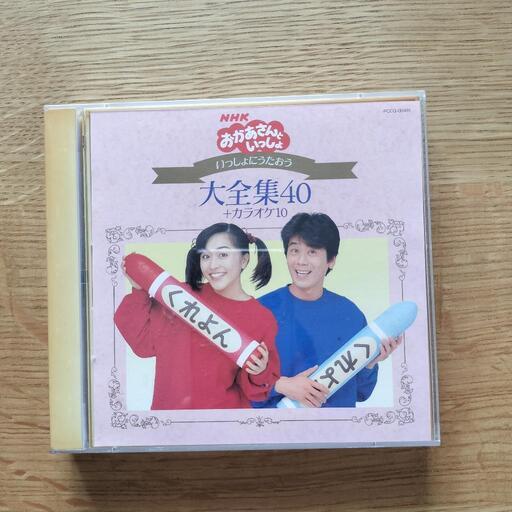 NHK
おかあさんと
いっしょ
いっしょにうたおう
大全集40
+カラオケ10
くれよん
くれよ